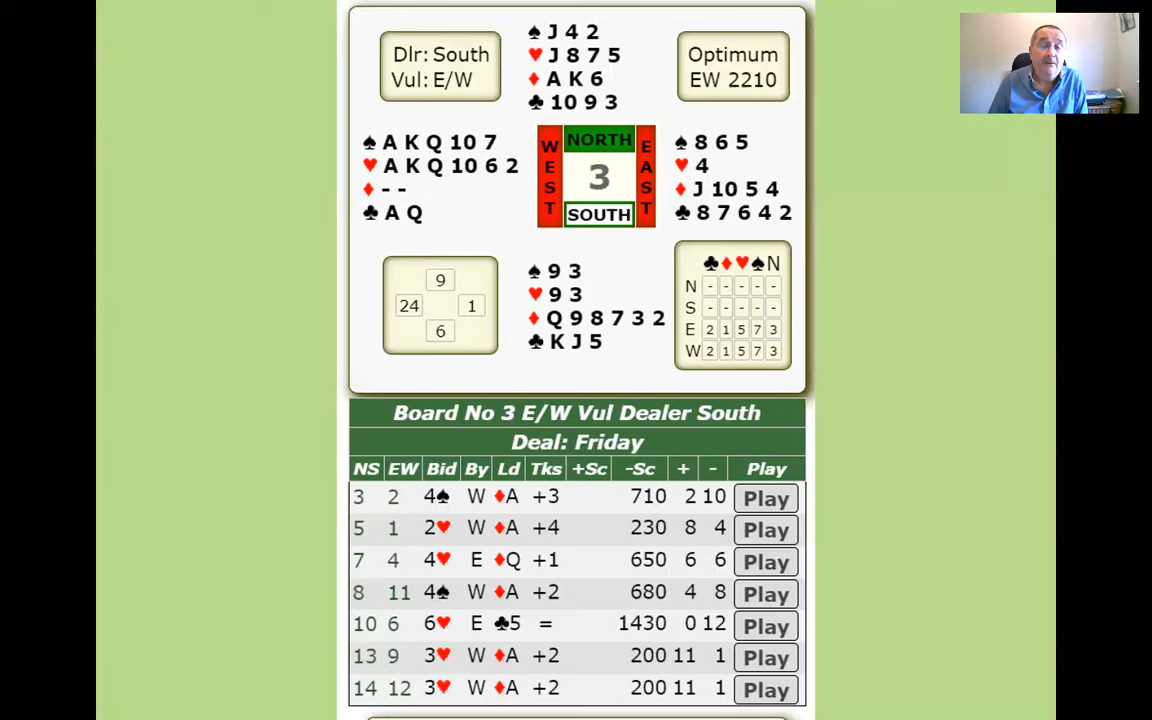 Dlr: South
Vul: E/W
♠ J 4 2
♥ J 8 7 5
♦ A K 6
♣ 10 9 3
Optimum
EW 2210
♠ A K Q 10 7
♥ A K Q 10 6 2
♦ - -
♣ A Q
WEST
NORTH
3
SOUTH
EAST
♠ 8 6 5
♥ 4
♦ J 10 5 4
♣ 8 7 6 4 2
9
24 1
6
♠ 9 3
♥ 9 3
♦ Q 9 8 7 3 2
♣ K J 5
♣ ♦ ♥ ♠ N
N - - - - -
S - - - - -
E 2 1 5 7 3
W 2 1 5 7 3
Board No 3 E/W Vul Dealer South
Deal: Friday
NS EW Bid By Ld Tks +Sc -Sc + - Play
3 2 4♠ W ♦A +3 710 2 10 Play
5 1 2♥ W ♦A +4 230 8 4 Play
7 4 4♥ E ♦Q +1 650 6 6 Play
8 11 4♠ W ♦A +2 680 4 8 Play
10 6 6♥ E ♣5 = 1430 0 12 Play
13 9 3♥ W ♦A +2 200 11 1 Play
14 12 3♥ W ♦A +2 200 11 1 Play